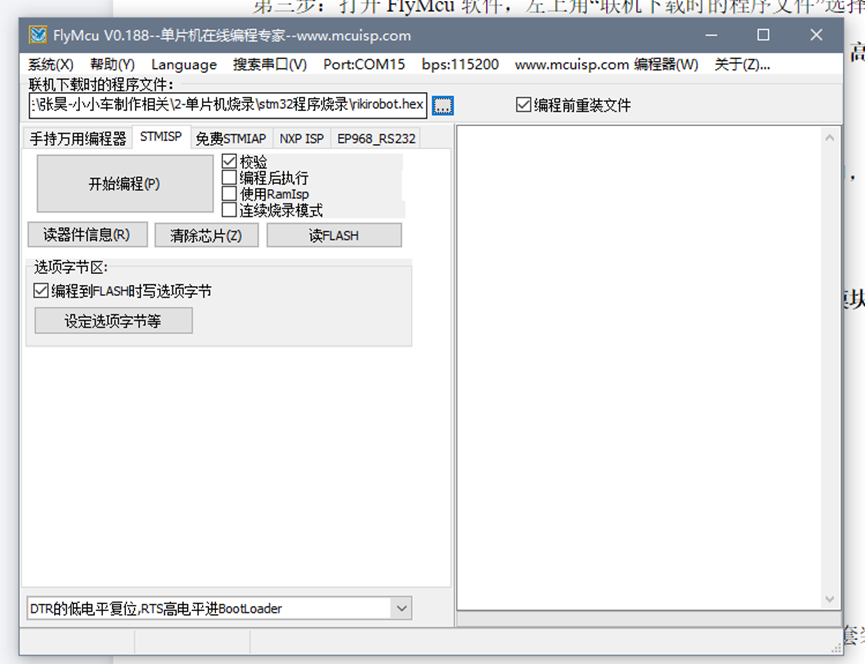 第三步：打开 FlyMcu 软件，左上角“联机下载时的程序文件”选择
FlyMcu V0.188--单片机在线编程专家--www.mcuisp.com
高
系统(X) 帮助(Y) Language 搜索串口(V) Port:COM15 bps:115200 www.mcuisp.com 编程器(W) 关于(Z)...
联机下载时的程序文件：
:\张昊-小小车制作相关\2-单片机烧录\stm32程序烧录\rikirobot.hex ... 编程前重装文件
手持万用编程器 STMISP 免费STMIAP NXP ISP EP968_RS232
开始编程(P)
校验
编程后执行
使用RamIsp
连续烧录模式
读器件信息(R) 清除芯片(Z) 读FLASH
选项字节区:
编程到FLASH时写选项字节
块
设定选项字节等
DTR的低电平复位,RTS高电平进BootLoader
套